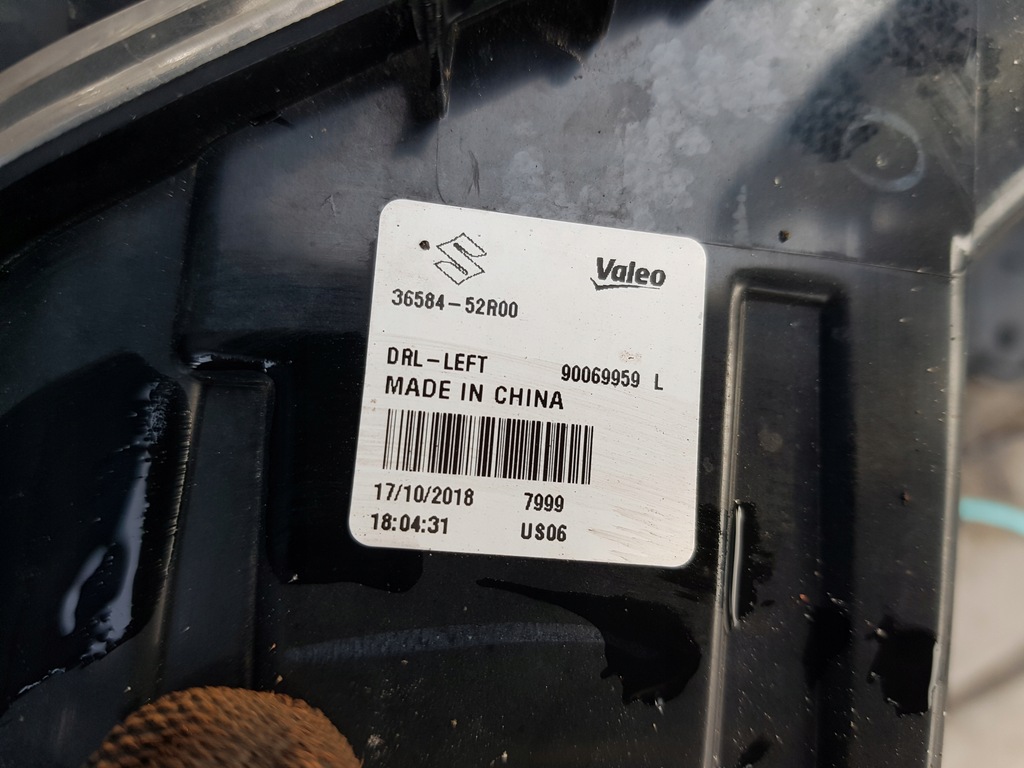 Valeo
36584-52R00
DRL-LEFT 90069959 L
MADE IN CHINA
17/10/2018 7999
18:04:31 US06